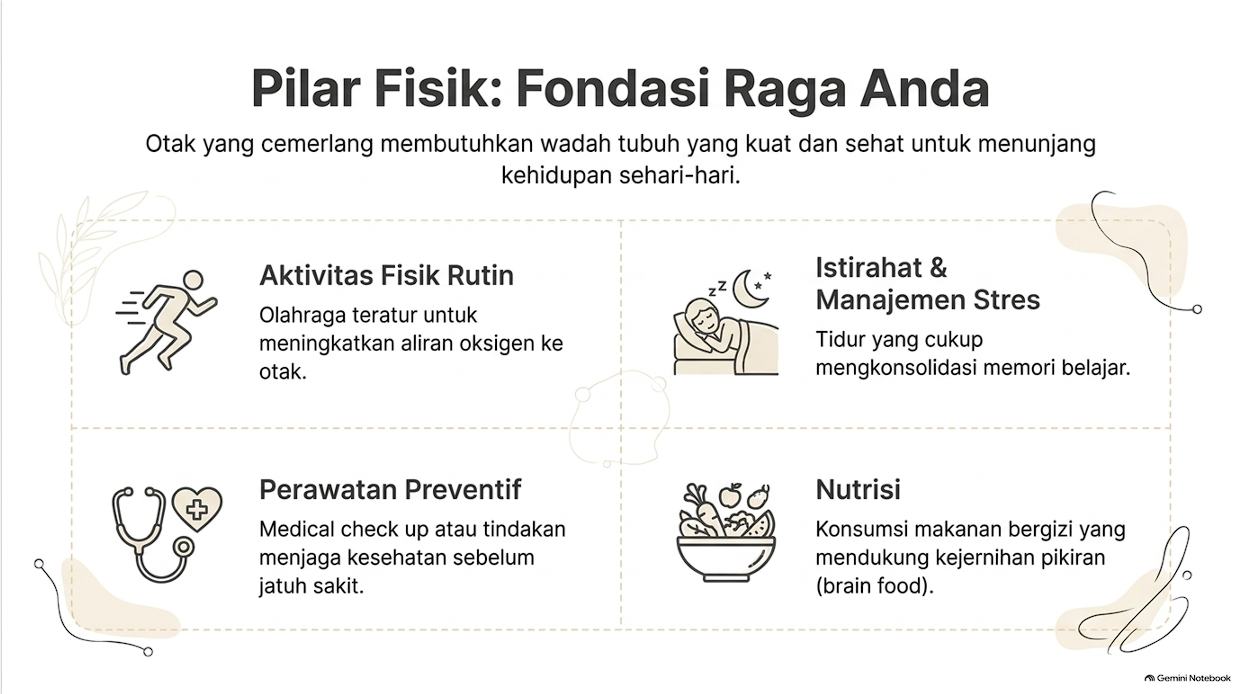 Pilar Fisik: Fondasi Raga Anda
Otak yang cemerlang membutuhkan wadah tubuh yang kuat dan sehat untuk menunjang
kehidupan sehari-hari.
Aktivitas Fisik Rutin
Olahraga teratur untuk
meningkatkan aliran oksigen ke
otak.
zz
Istirahat &
Manajemen Stres
Tidur yang cukup
mengkonsolidasi memori belajar.
Perawatan Preventif
Medical check up atau tindakan
menjaga kesehatan sebelum
jatuh sakit.
Nutrisi
Konsumsi makanan bergizi yang
mendukung kejernihan pikiran
(brain food).
Gemini Notebook